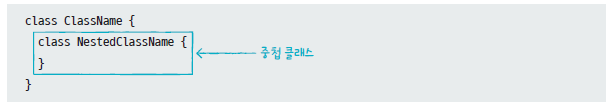 class ClassName {
class NestedClassName {
중첩 클래스
}
}